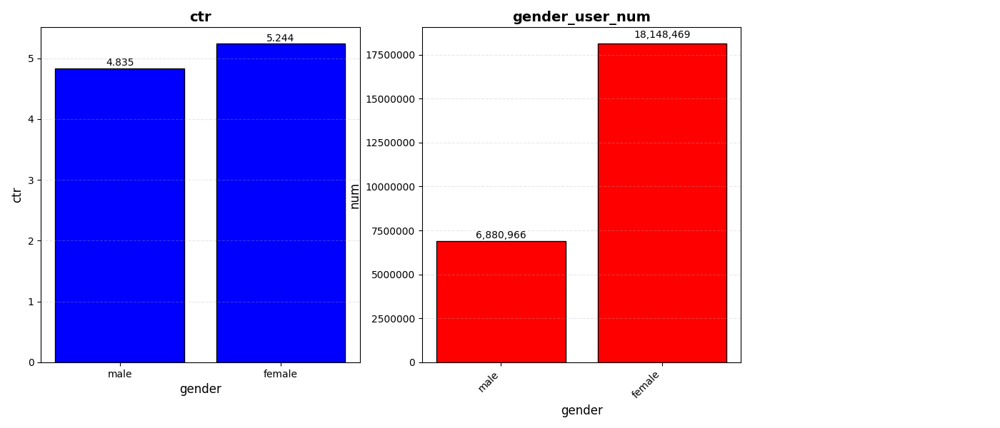 ctr
5.244
4.835
5
4
3
2
1
0
ctr
male
female
gender
gender_user_num
18,148,469
6,880,966
17500000
15000000
12500000
10000000
7500000
5000000
2500000
0
num
male
female
gender